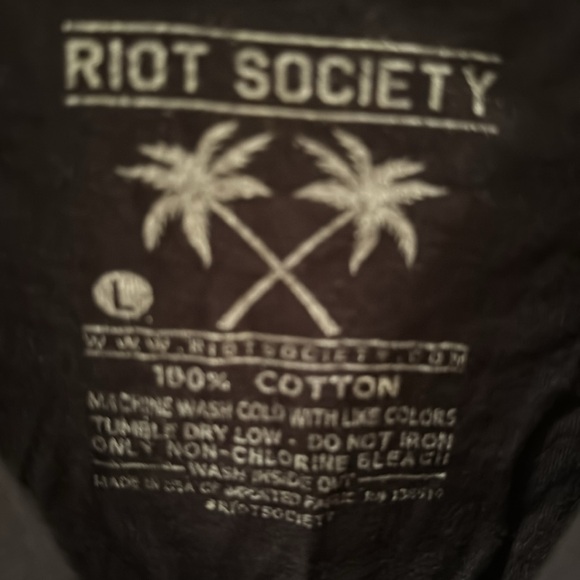 RIOT SOCIETY
L
WWW.RIOTSOCIETY.COM
100% COTTON
MACHINE WASH COLD WITH LIKE COLORS
TUMBLE DRY LOW - DO NOT IRON
ONLY NON-CHLORINE BLEACH
WASH INSIDE OUT
MADE IN USA OF IMPORTED FABRIC RN
#RIOTSOCIETY